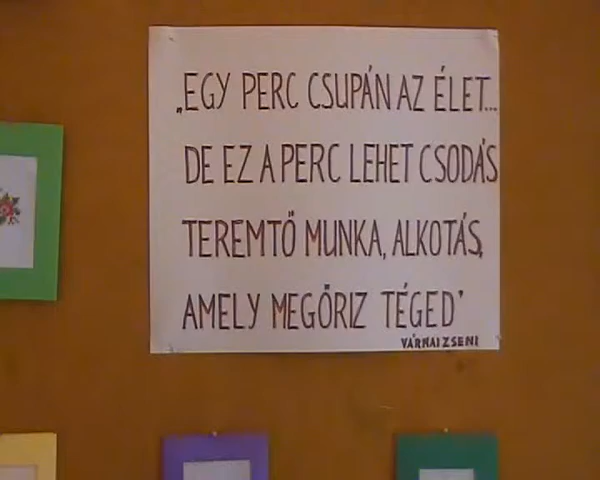 „EGY PERC CSUPÁN AZ ÉLET...
DE EZ A PERC LEHET CSODÁS
TEREMTŐ MUNKA, ALKOTÁS,
AMELY MEGŐRIZ TÉGED"
VÁRNAI ZSENI